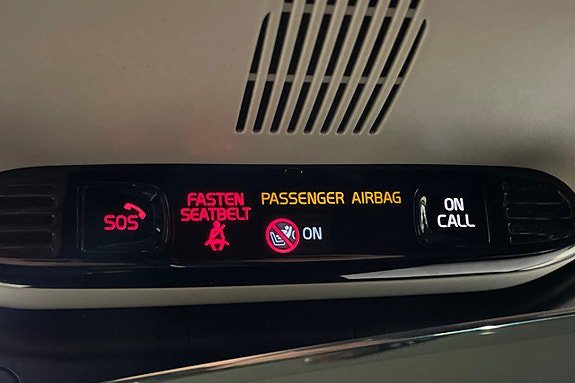 SOS
FASTEN
SEATBELT
PASSENGER AIRBAG
ON
ON
CALL